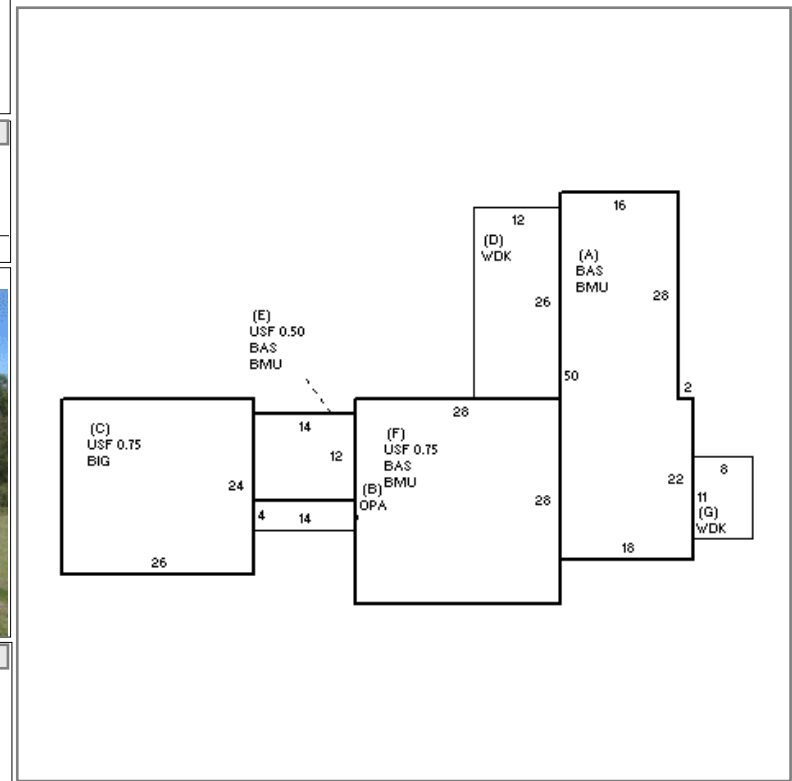 16
12
(D)
WDK
(A)
BAS
BMU
28
26
(E)
USF 0.50
BAS
BMU
50
2
28
14
(C)
USF 0.75
BIG
(F)
USF 0.75
BAS
BMU
12
8
22
24
(B)
OPA
28
11
(G)
WDK
4
14
18
26